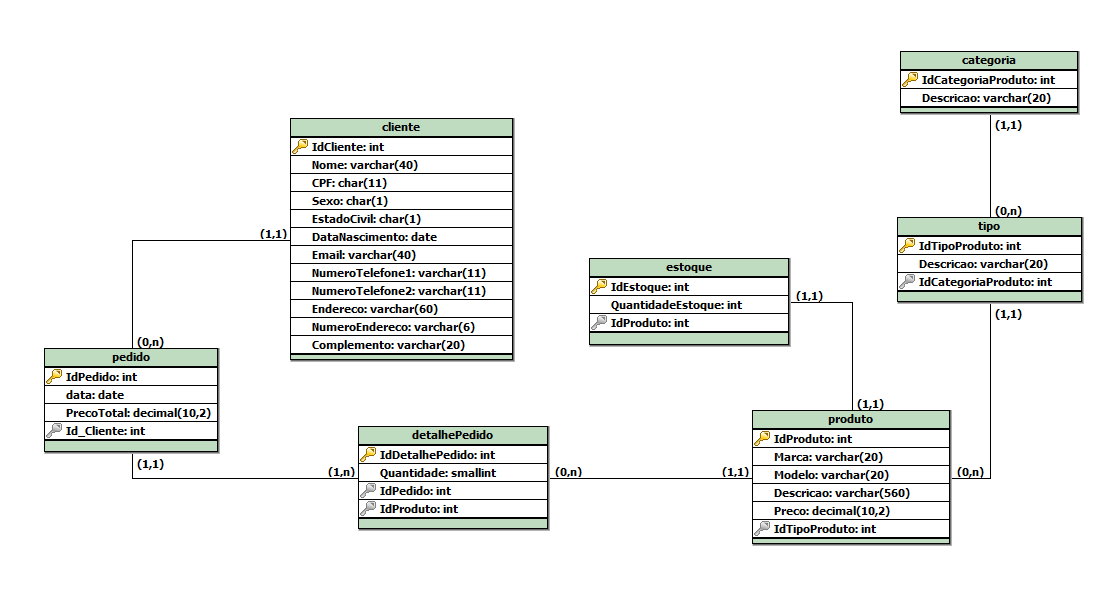 categoria
IdCategoriaProduto: int
Descricao: varchar(20)
(1,1)
(0,n)
tipo
IdTipoProduto: int
Descricao: varchar(20)
IdCategoriaProduto: int
(1,1)
cliente
IdCliente: int
Nome: varchar(40)
CPF: char(11)
Sexo: char(1)
EstadoCivil: char(1)
DataNascimento: date
Email: varchar(40)
NumeroTelefone1: varchar(11)
NumeroTelefone2: varchar(11)
Endereco: varchar(60)
NumeroEndereco: varchar(6)
Complemento: varchar(20)
(1,1)
(0,n)
estoque
IdEstoque: int
QuantidadeEstoque: int
IdProduto: int
(1,1)
(1,1)
pedido
IdPedido: int
data: date
PrecoTotal: decimal(10,2)
Id_Cliente: int
(1,1)
(1,n)
detalhePedido
IdDetalhePedido: int
Quantidade: smallint
IdPedido: int
IdProduto: int
(0,n)
(1,1)
produto
IdProduto: int
Marca: varchar(20)
Modelo: varchar(20)
Descricao: varchar(560)
Preco: decimal(10,2)
IdTipoProduto: int
(0,n)